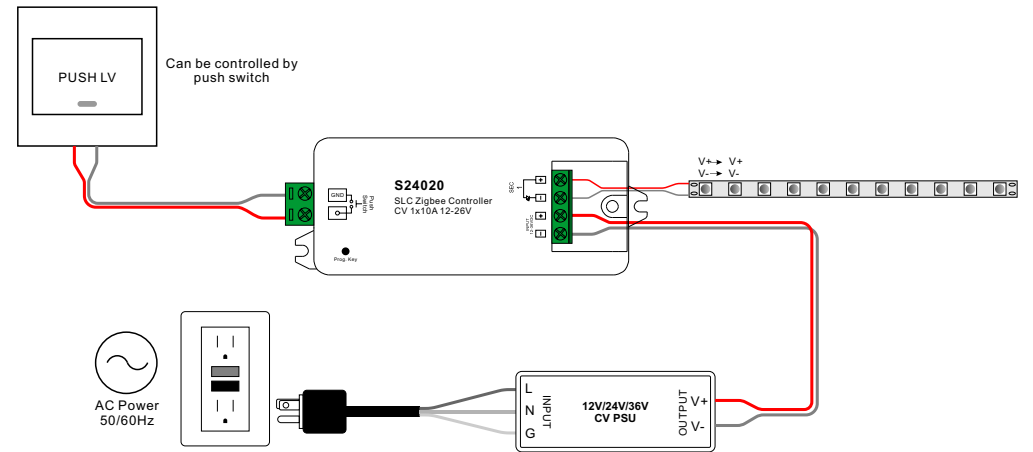 PUSH LV
Can be controlled by
push switch
S24020
SLC Zigbee Controller
CV 1x10A 12-26V
GND
Push
Switch
Prog. Key
SEC
1
+
-
+
-
V+ V+
V- V-
AC Power
50/60Hz
L
N
G
INPUT
12V/24V/36V
CV PSU
OUTPUT
V+
V-